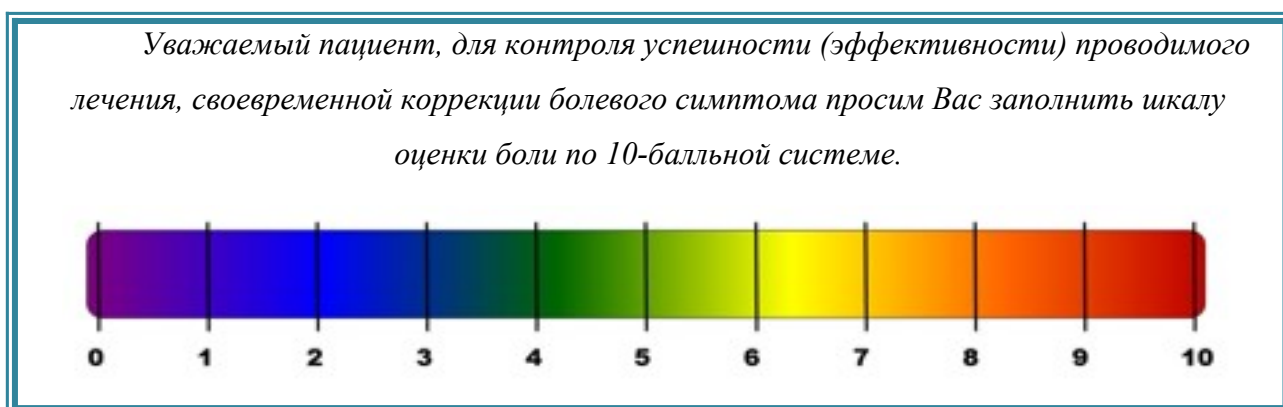 Уважаемый пациент, для контроля успешности (эффективности) проводимого
лечения, своевременной коррекции болевого симптома просим Вас заполнить шкалу
оценки боли по 10-балльной системе.
0 1 2 3 4 5 6 7 8 9 10